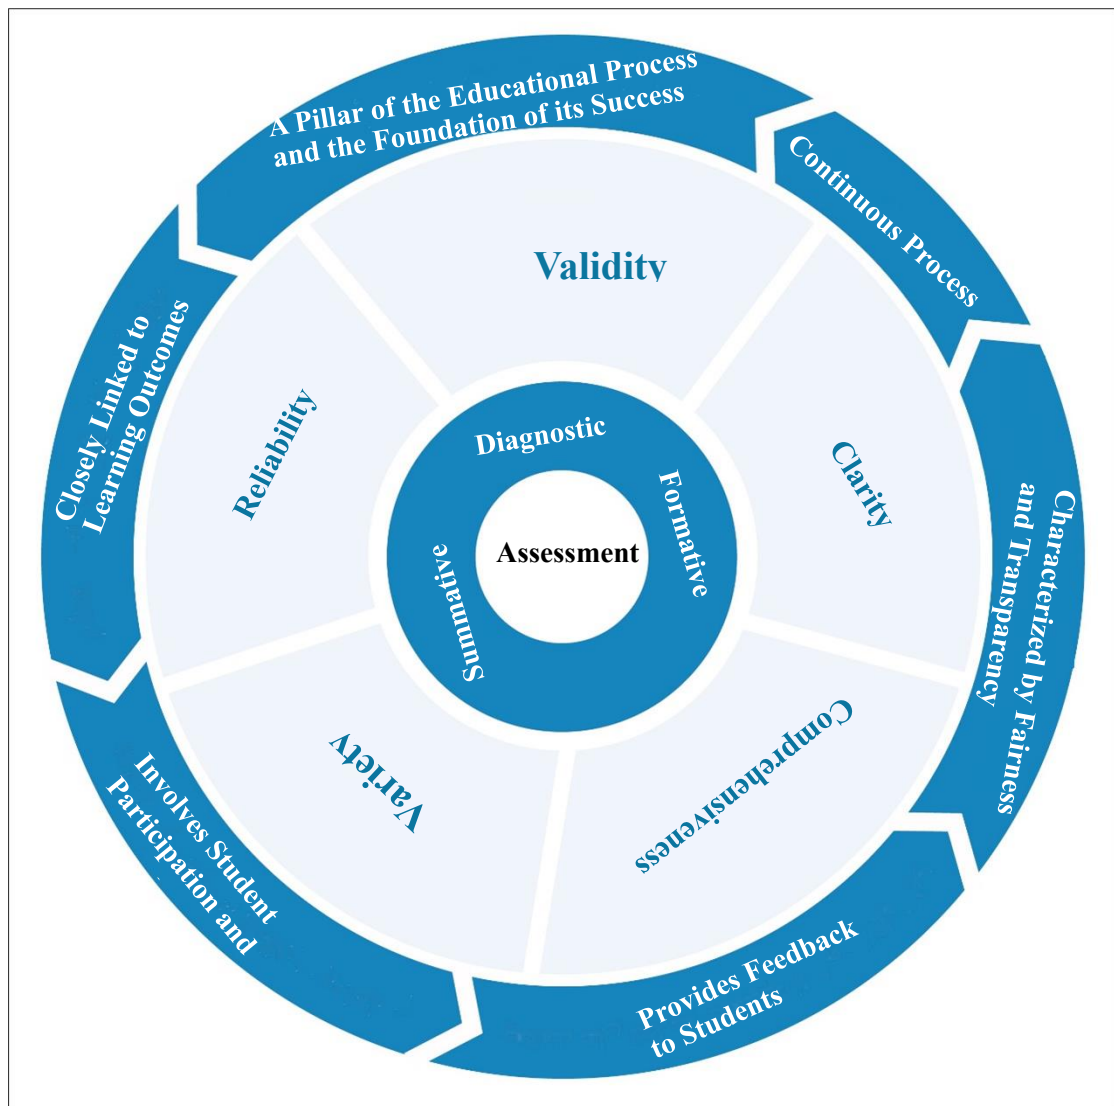 A Pillar of the Educational Process
and the Foundation of its Success
Continuous Process
Characterized by Fairness
and Transparency
Provides Feedback
to Students
Involves Student
Participation and
Closely Linked to
Learning Outcomes
Validity
Clarity
Comprehensiveness
Variety
Reliability
Diagnostic
Formative
Summative
Assessment